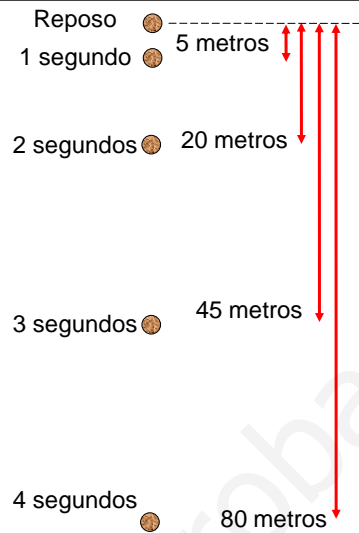 Reposo
5 metros
1 segundo
2 segundos
20 metros
3 segundos
45 metros
4 segundos
80 metros